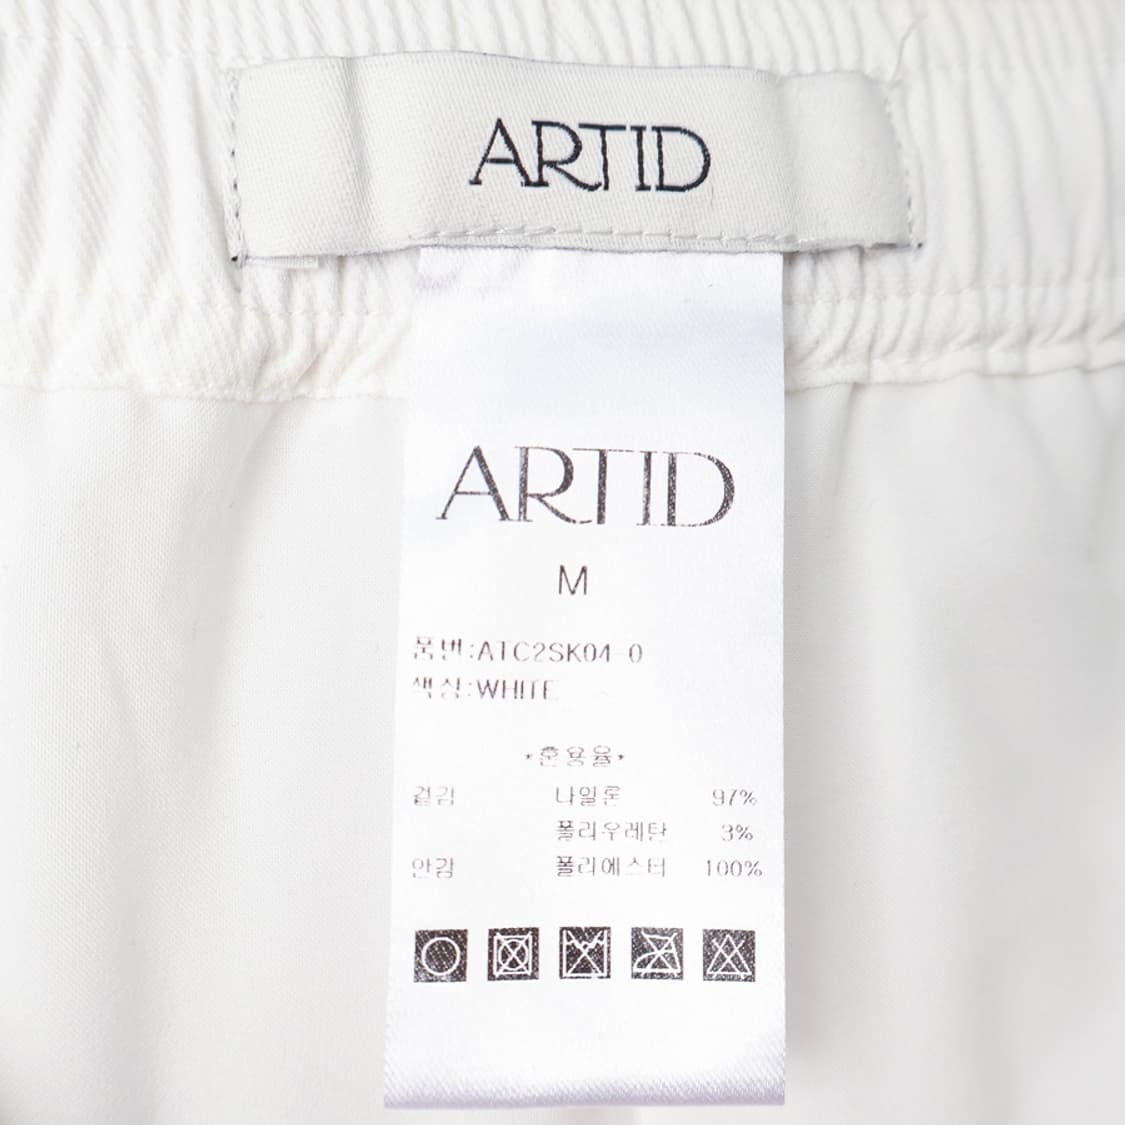 ARTID
ARTID
M
품번:ATC2SK04-0
색상:WHITE
*혼용율*
겉감 나일론 97%
폴리우레탄 3%
안감 폴리에스터 100%